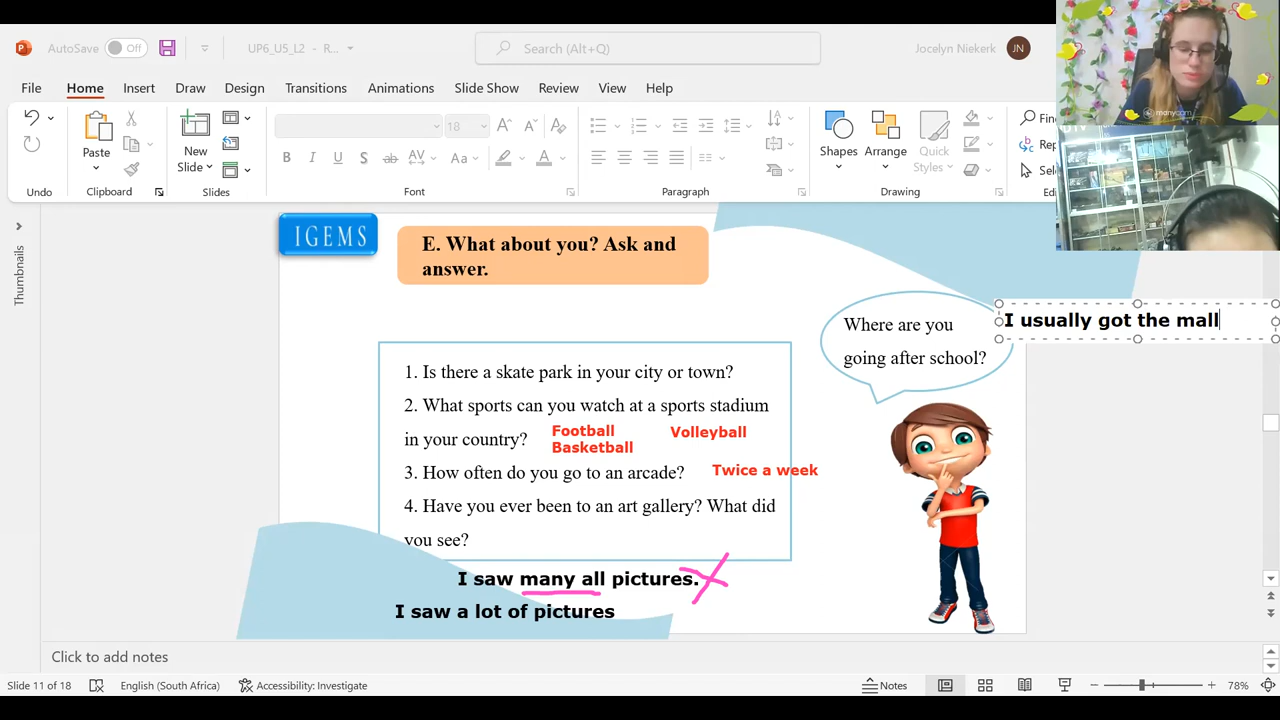 AutoSave
Off
UP6_U5_L2 - R...
Search (Alt+Q)
Jocelyn Niekerk
JN
File
Home
Insert
Draw
Design
Transitions
Animations
Slide Show
Review
View
Help
Undo
Paste
Clipboard
New
Slide
Slides
18
Font
Paragraph
Shapes
Arrange
Quick
Styles
Drawing
Fin
Rep
Sele
Edi
manycam
Thumbnails
IGEMS
E. What about you? Ask and
answer.
Where are you
going after school?
I usually got the mall
1. Is there a skate park in your city or town?
2. What sports can you watch at a sports stadium
in your country?
Football
Basketball
Volleyball
3. How often do you go to an arcade?
Twice a week
4. Have you ever been to an art gallery? What did
you see?
I saw many all pictures.
I saw a lot of pictures
Click to add notes
Slide 11 of 18
English (South Africa)
Accessibility: Investigate
Notes
78%